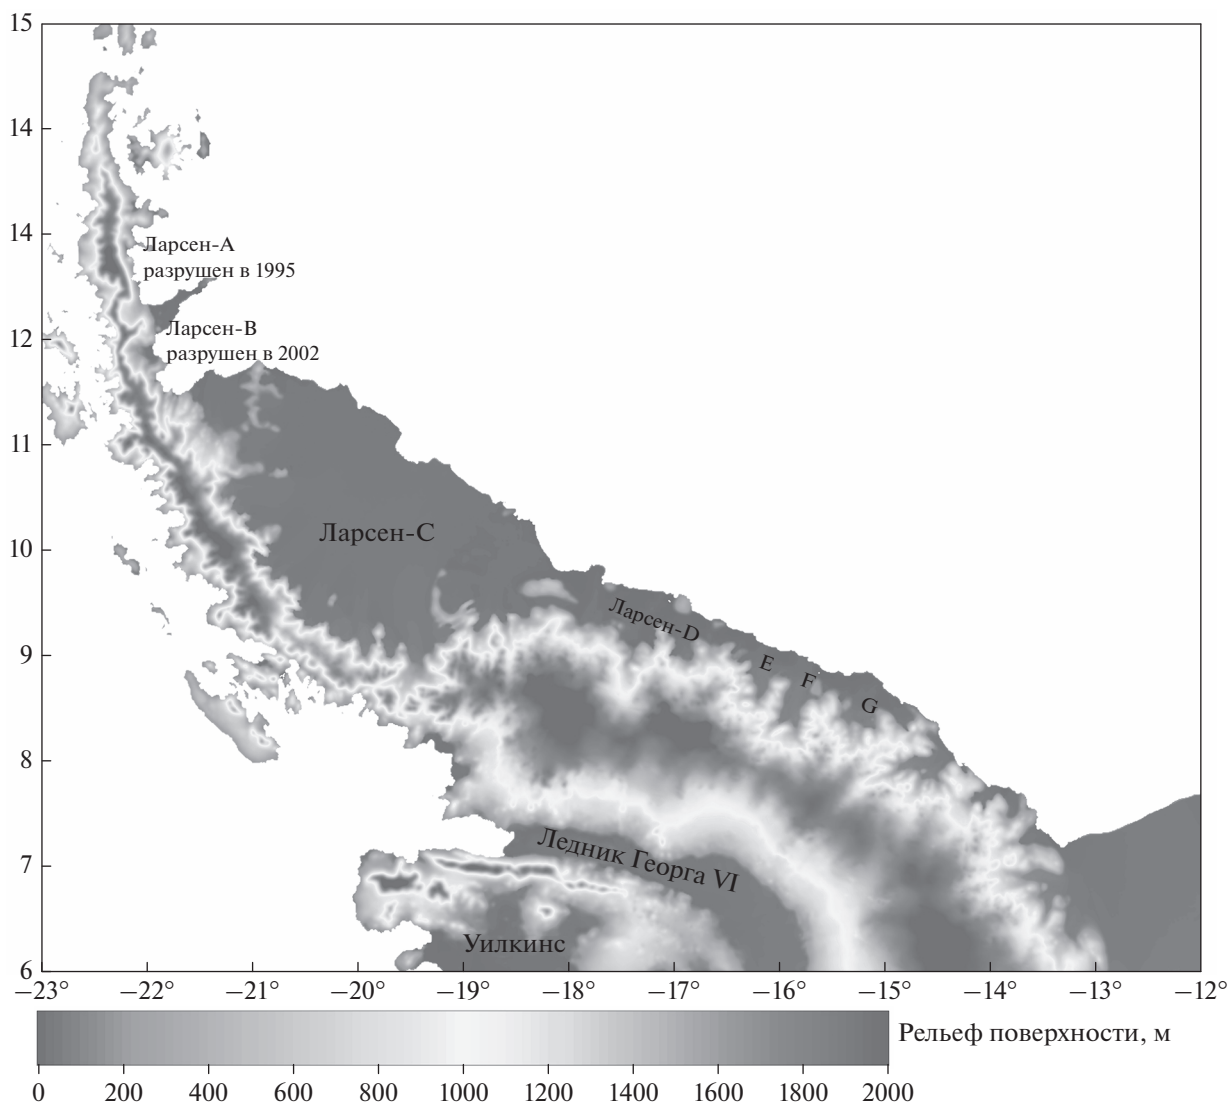 15
14
14
12
11
10
9
8
7
6
Ларсен-А
разрушен в 1995
Ларсен-В
разрушен в 2002
Ларсен-С
Ларсен-D
E
F
G
Ледник Георга VI
Уилкинс
−23° −22° −21° −20° −19° −18° −17° −16° −15° −14° −13° −12°
Рельеф поверхности, м
0 200 400 600 800 1000 1200 1400 1600 1800 2000